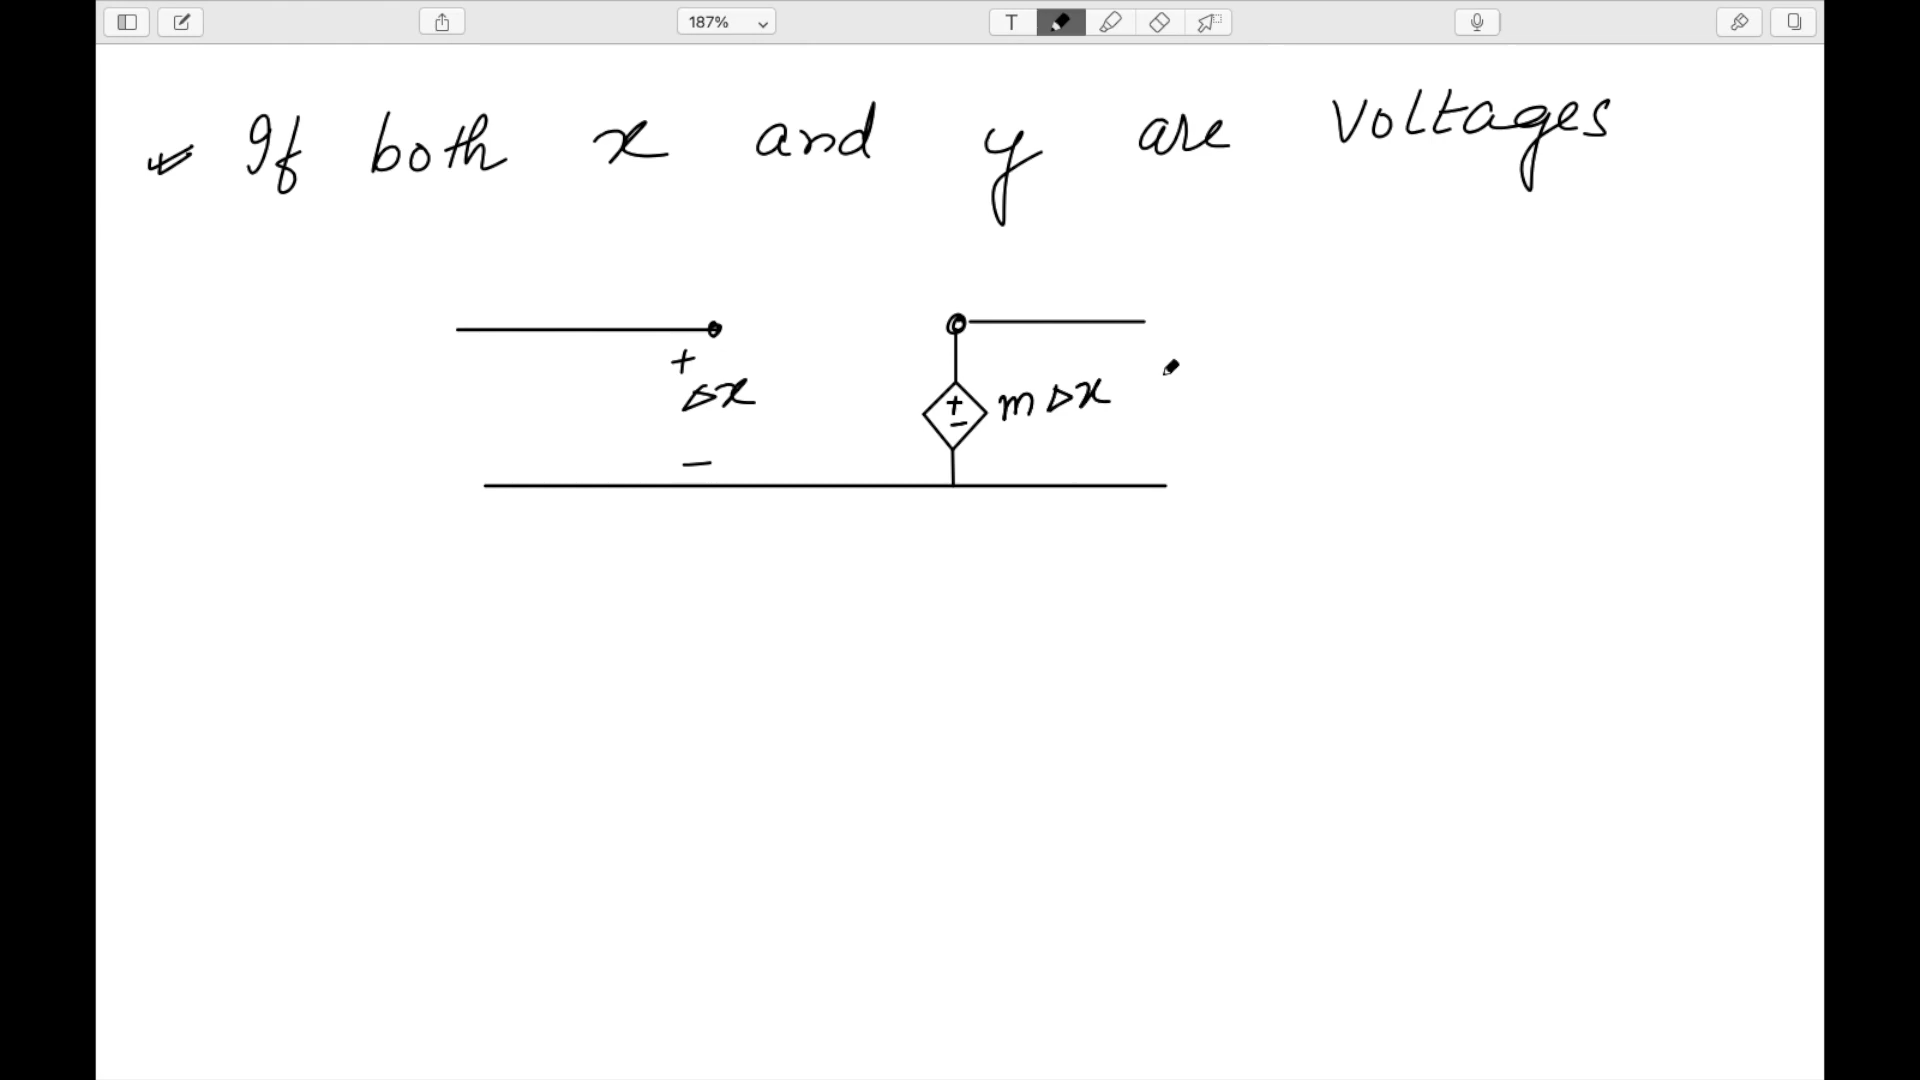 187%
T
If both x and y are voltages
+
Δx
−
+
−
mΔx